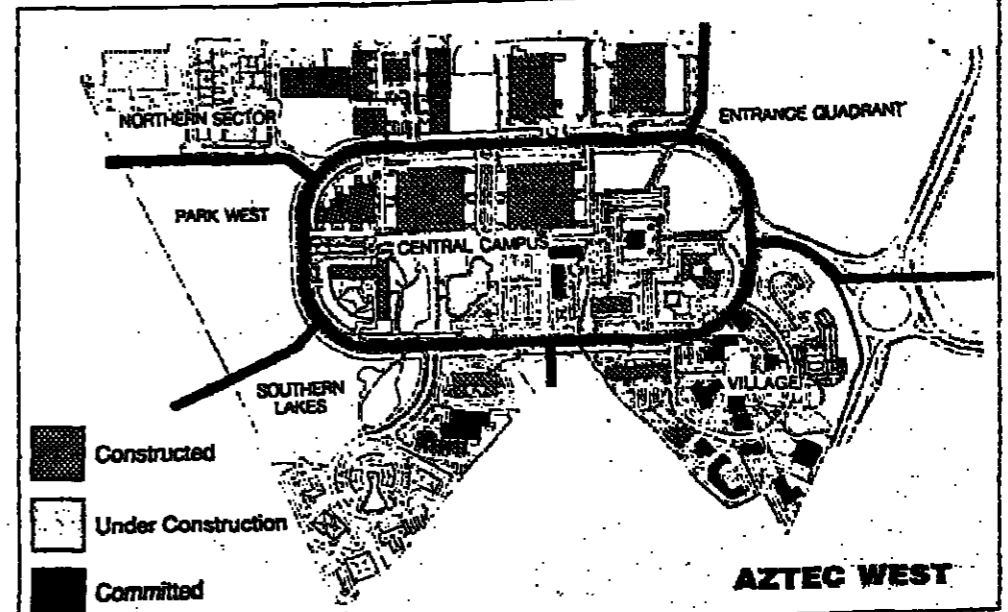 NORTHERN SECTOR
ENTRANCE QUADRANT
PARK WEST
CENTRAL CAMPUS
SOUTHERN
LAKES
VILLAGE
Constructed
Under Construction
Committed
AZTEC WEST